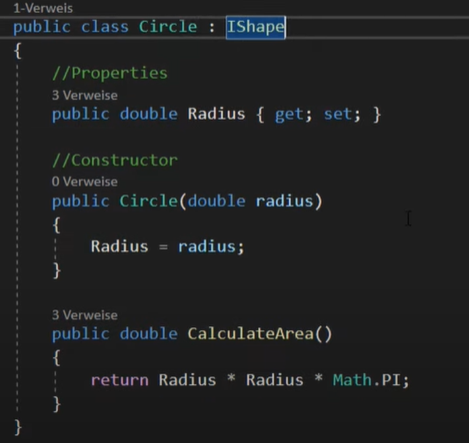 1-Verweis
public class Circle : IShape
{
//Properties
3 Verweise
public double Radius { get; set; }
//Constructor
0 Verweise
public Circle(double radius)
{
Radius = radius;
}
3 Verweise
public double CalculateArea()
{
return Radius * Radius * Math.PI;
}
}